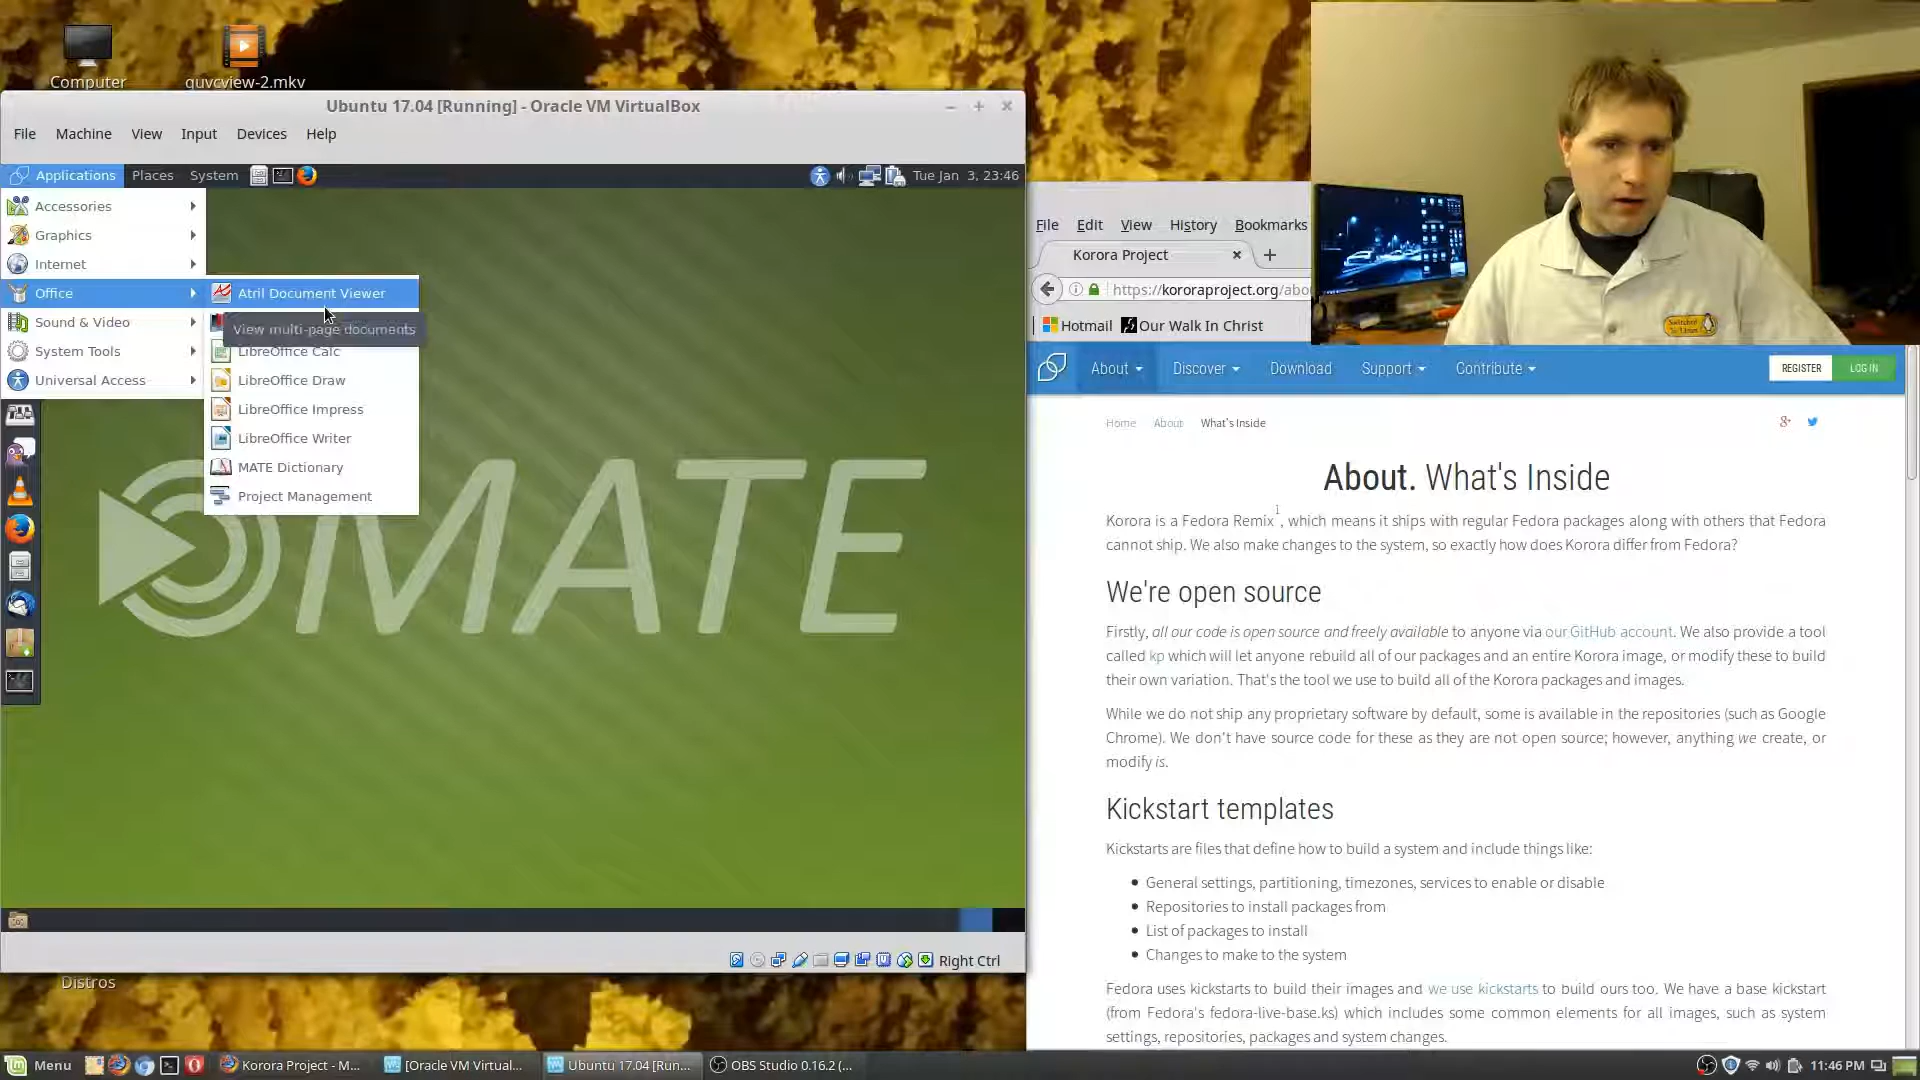 Computer
guvcview-2.mkv
Ubuntu 17.04 [Running] - Oracle VM VirtualBox
File Machine View Input Devices Help
Applications Places System
Tue Jan 3, 23:46
Accessories
Graphics
Internet
Office
Sound & Video
System Tools
Universal Access
Atril Document Viewer
View multi-page documents
LibreOffice Calc
LibreOffice Draw
LibreOffice Impress
LibreOffice Writer
MATE Dictionary
Project Management
MATE
Right Ctrl
Distros
File Edit View History Bookmarks
Korora Project
https://kororaproject.org/abo
Hotmail Our Walk In Christ
About Discover Download Support Contribute REGISTER LOG IN
Home About What's Inside
About. What's Inside
Korora is a Fedora Remix¹, which means it ships with regular Fedora packages along with others that Fedora
cannot ship. We also make changes to the system, so exactly how does Korora differ from Fedora?
We're open source
Firstly, all our code is open source and freely available to anyone via our GitHub account. We also provide a tool
called kp which will let anyone rebuild all of our packages and an entire Korora image, or modify these to build
their own variation. That's the tool we use to build all of the Korora packages and images.
While we do not ship any proprietary software by default, some is available in the repositories (such as Google
Chrome). We don't have source code for these as they are not open source; however, anything we create, or
modify is.
Kickstart templates
Kickstarts are files that define how to build a system and include things like:
General settings, partitioning, timezones, services to enable or disable
Repositories to install packages from
List of packages to install
Changes to make to the system
Fedora uses kickstarts to build their images and we use kickstarts to build ours too. We have a base kickstart
(from Fedora's fedora-live-base.ks) which includes some common elements for all images, such as system
settings, repositories, packages and system changes.
Menu
Korora Project - M...
[Oracle VM Virtual...
Ubuntu 17.04 [Run...
OBS Studio 0.16.2 (...
11:46 PM